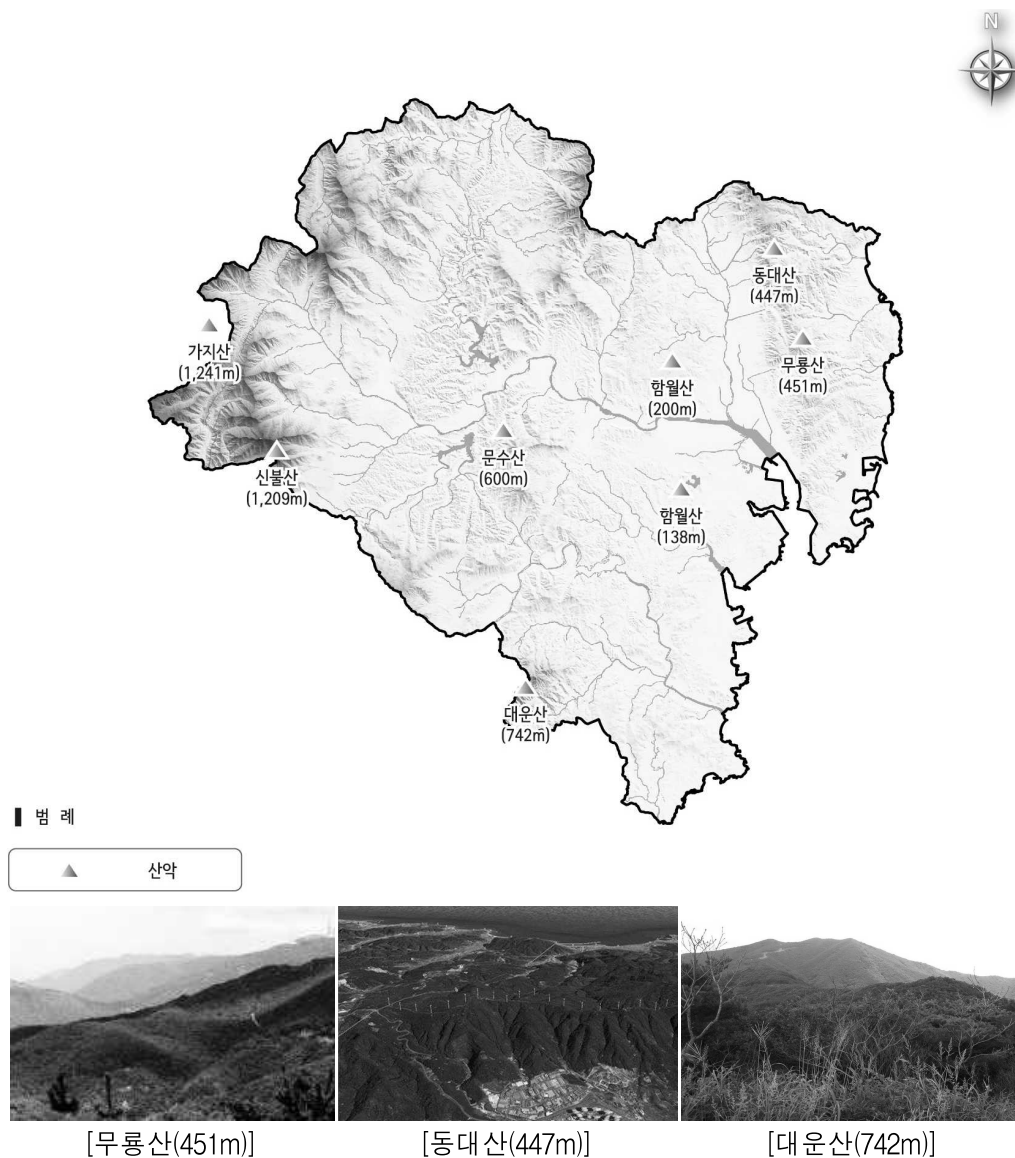 N
동대산
(447m)
가지산
(1,241m)
무룡산
(451m)
함월산
(200m)
문수산
(600m)
신불산
(1,209m)
함월산
(138m)
대운산
(742m)
범 례
산악
[무룡산(451m)]
[동대산(447m)]
[대운산(742m)]